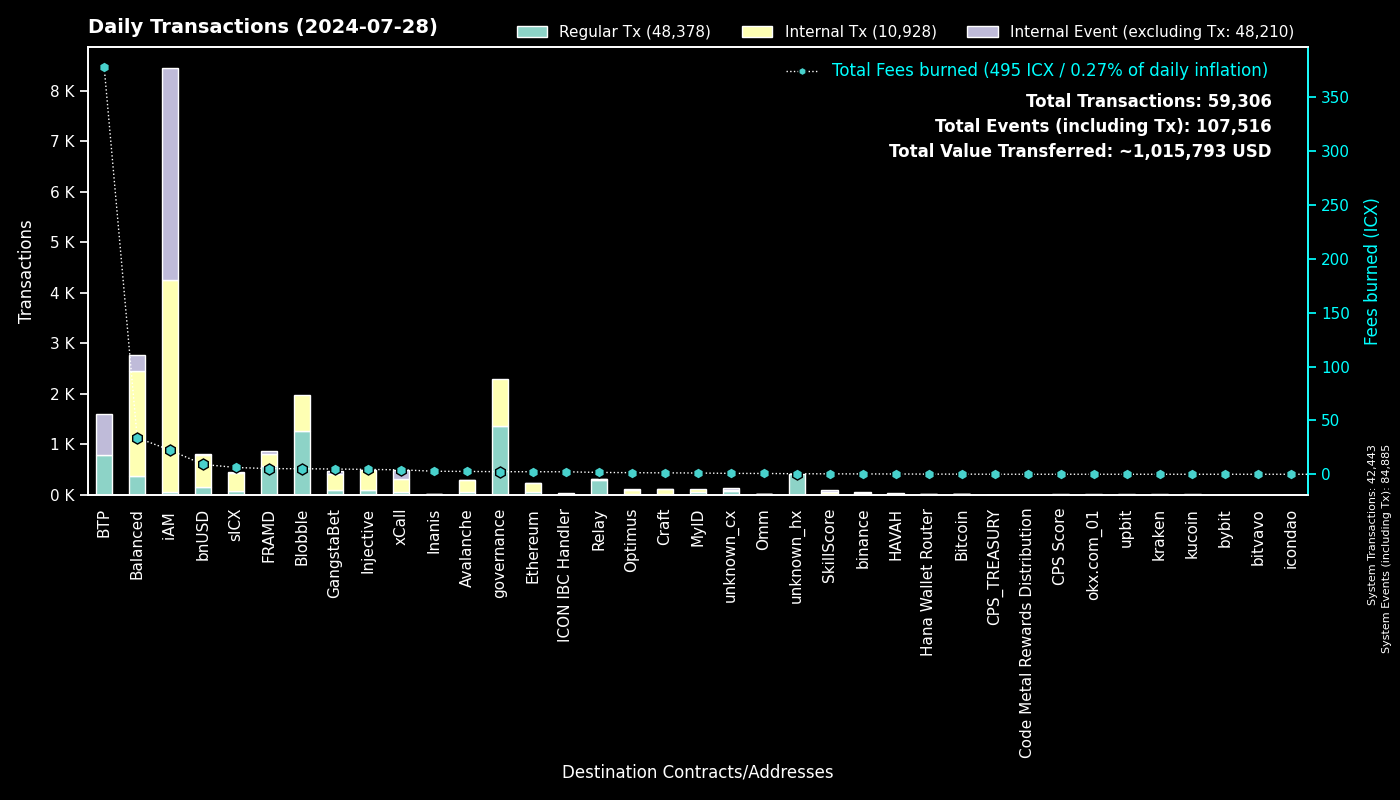 Daily Transactions (2024-07-28)
Regular Tx (48,378)
Internal Tx (10,928)
Internal Event (excluding Tx: 48,210)
Total Fees burned (495 ICX / 0.27% of daily inflation)
Total Transactions: 59,306
Total Events (including Tx): 107,516
Total Value Transferred: ~1,015,793 USD
Transactions
8 K
7 K
6 K
5 K
4 K
3 K
2 K
1 K
0 K
350
300
250
200
150
100
50
0
Fees burned (ICX)
BTP
Balanced
iAM
bnUSD
sICX
FRAMD
Blobble
GangstaBet
Injective
xCall
Inanis
Avalanche
governance
Ethereum
ICON IBC Handler
Relay
Optimus
Craft
MyID
unknown_cx
Omm
unknown_hx
SkillScore
binance
HAVAH
Hana Wallet Router
Bitcoin
CPS_TREASURY
Code Metal Rewards Distribution
CPS Score
okx.com_01
upbit
kraken
kucoin
bybit
bitvavo
icondao
Destination Contracts/Addresses
System Transactions: 42,443
System Events (including Tx): 84,885